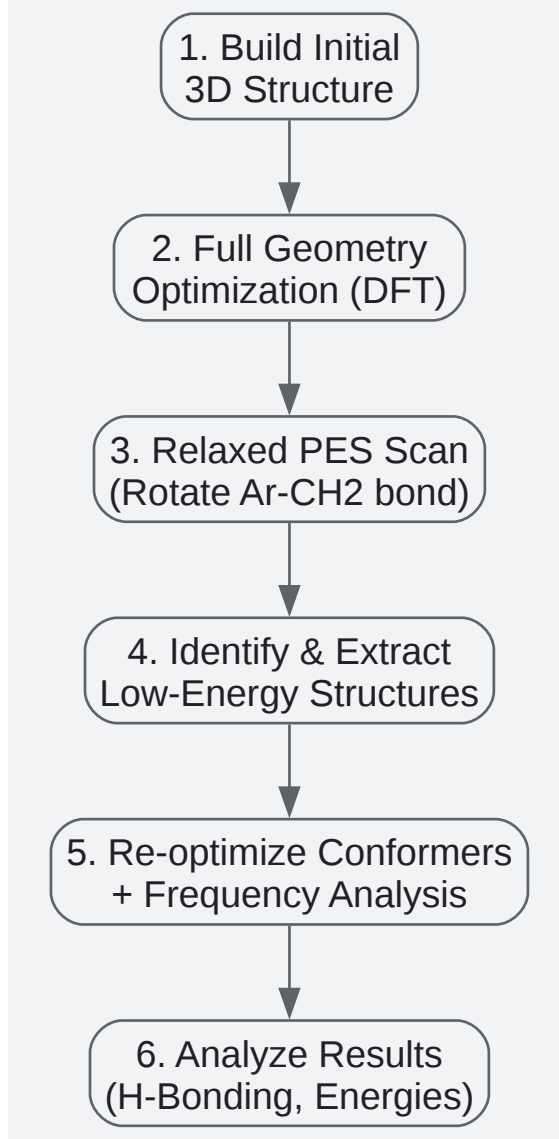 1. Build Initial
3D Structure
2. Full Geometry
Optimization (DFT)
3. Relaxed PES Scan
(Rotate Ar-CH2 bond)
4. Identify & Extract
Low-Energy Structures
5. Re-optimize Conformers
+ Frequency Analysis
6. Analyze Results
(H-Bonding, Energies)